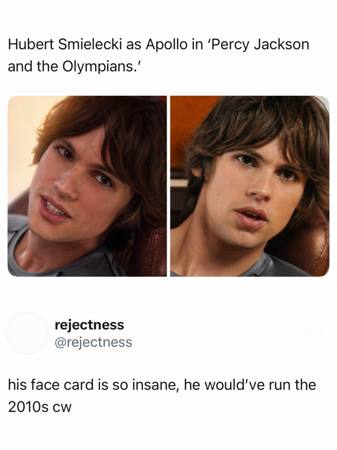 Hubert Smielecki as Apollo in ‘Percy Jackson
and the Olympians.’
rejectness
@rejectness
his face card is so insane, he would’ve run the
2010s cw